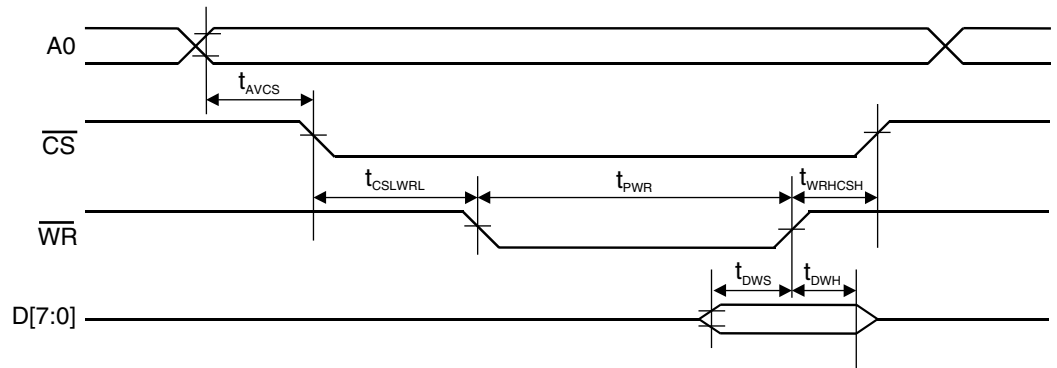 A0
tAVCS
CS
tCSLWRL
tPWR
tWRHCSH
WR
tDWS
tDWH
D[7:0]